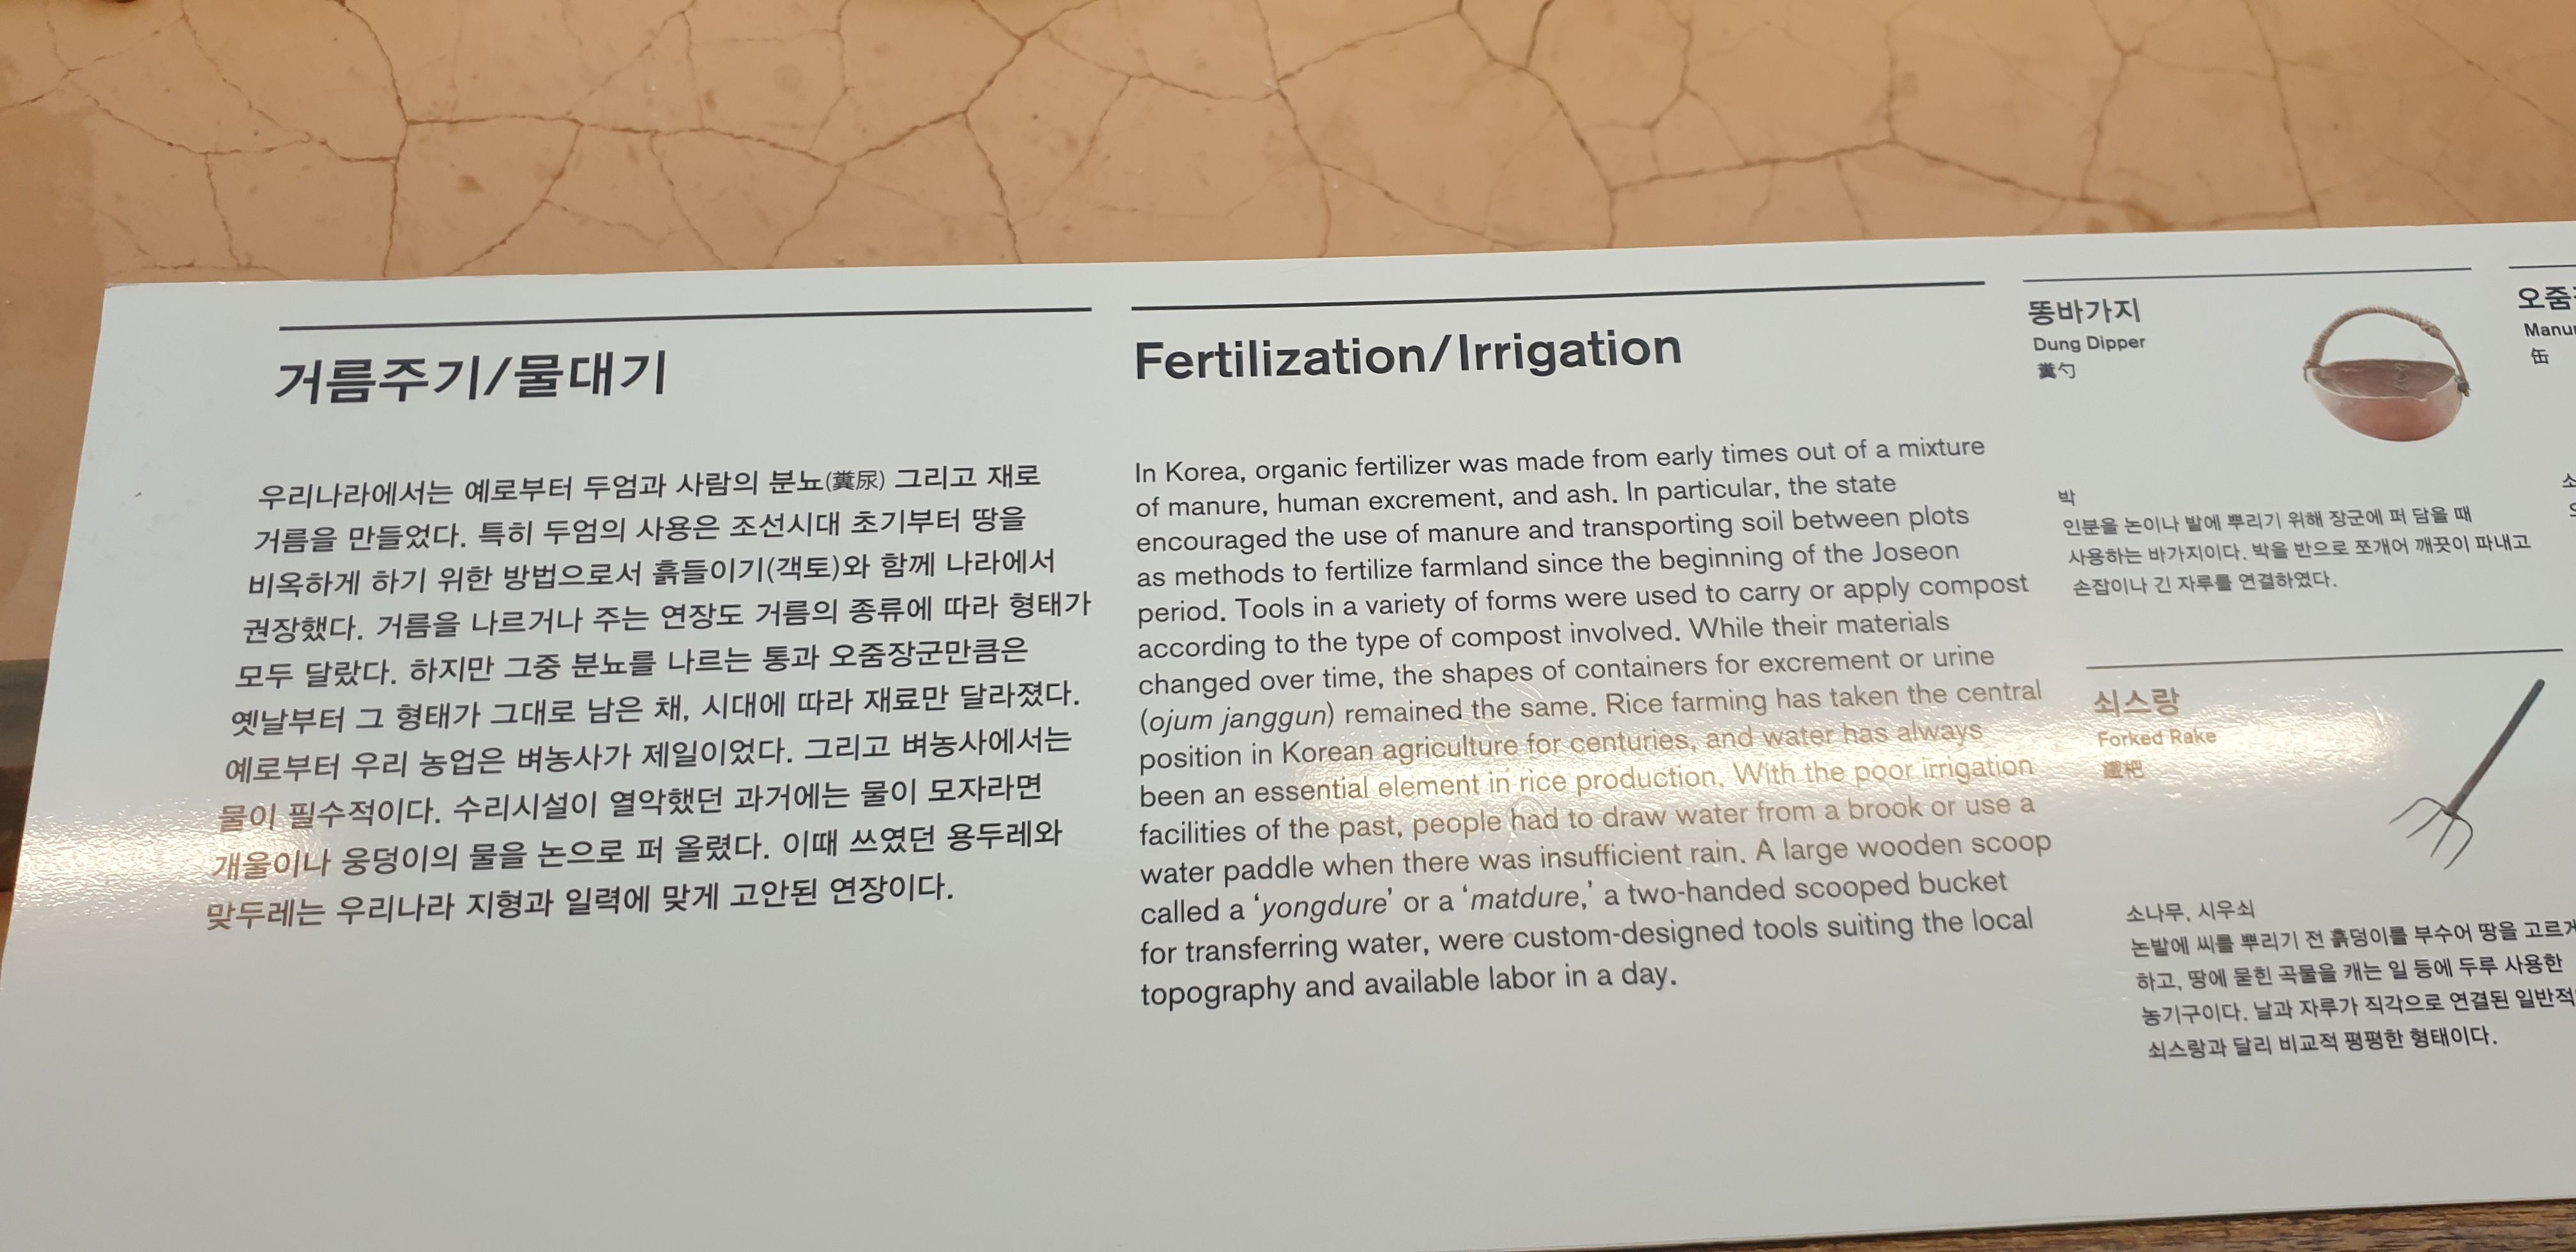 거름주기/물대기
우리나라에서는 예로부터 두엄과 사람의 분뇨(糞尿) 그리고 재로
거름을 만들었다. 특히 두엄의 사용은 조선시대 초기부터 땅을
비옥하게 하기 위한 방법으로서 흙들이기(객토)와 함께 나라에서
권장했다. 거름을 나르거나 주는 연장도 거름의 종류에 따라 형태가
모두 달랐다. 하지만 그중 분뇨를 나르는 통과 오줌장군만큼은
옛날부터 그 형태가 그대로 남은 채, 시대에 따라 재료만 달라졌다.
예로부터 우리 농업은 벼농사가 제일이었다. 그리고 벼농사에서는
물이 필수적이다. 수리시설이 열악했던 과거에는 물이 모자라면
개울이나 웅덩이의 물을 논으로 퍼 올렸다. 이때 쓰였던 용두레와
맞두레는 우리나라 지형과 일력에 맞게 고안된 연장이다.
Fertilization/Irrigation
In Korea, organic fertilizer was made from early times out of a mixture
of manure, human excrement, and ash. In particular, the state
encouraged the use of manure and transporting soil between plots
as methods to fertilize farmland since the beginning of the Joseon
period. Tools in a variety of forms were used to carry or apply compost
according to the type of compost involved. While their materials
changed over time, the shapes of containers for excrement or urine
(ojum janggun) remained the same. Rice farming has taken the central
position in Korean agriculture for centuries, and water has always
been an essential element in rice production. With the poor irrigation
facilities of the past, people had to draw water from a brook or use a
water paddle when there was insufficient rain. A large wooden scoop
called a ‘yongdure’ or a ‘matdure,’ a two-handed scooped bucket
for transferring water, were custom-designed tools suiting the local
topography and available labor in a day.
똥바가지
Dung Dipper
糞勺
박
인분을 논이나 밭에 뿌리기 위해 장군에 퍼 담을 때
사용하는 바가지이다. 박을 반으로 쪼개어 깨끗이 파내고
손잡이나 긴 자루를 연결하였다.
쇠스랑
Forked Rake
소나무, 시우쇠
논밭에 씨를 뿌리기 전 흙덩이를 부수어 땅을 고르게
하고, 땅에 묻힌 곡물을 캐는 일 등에 두루 사용한
농기구이다. 날과 자루가 직각으로 연결된 일반적
쇠스랑과 달리 비교적 평평한 형태이다.
오줌
Manu
缶